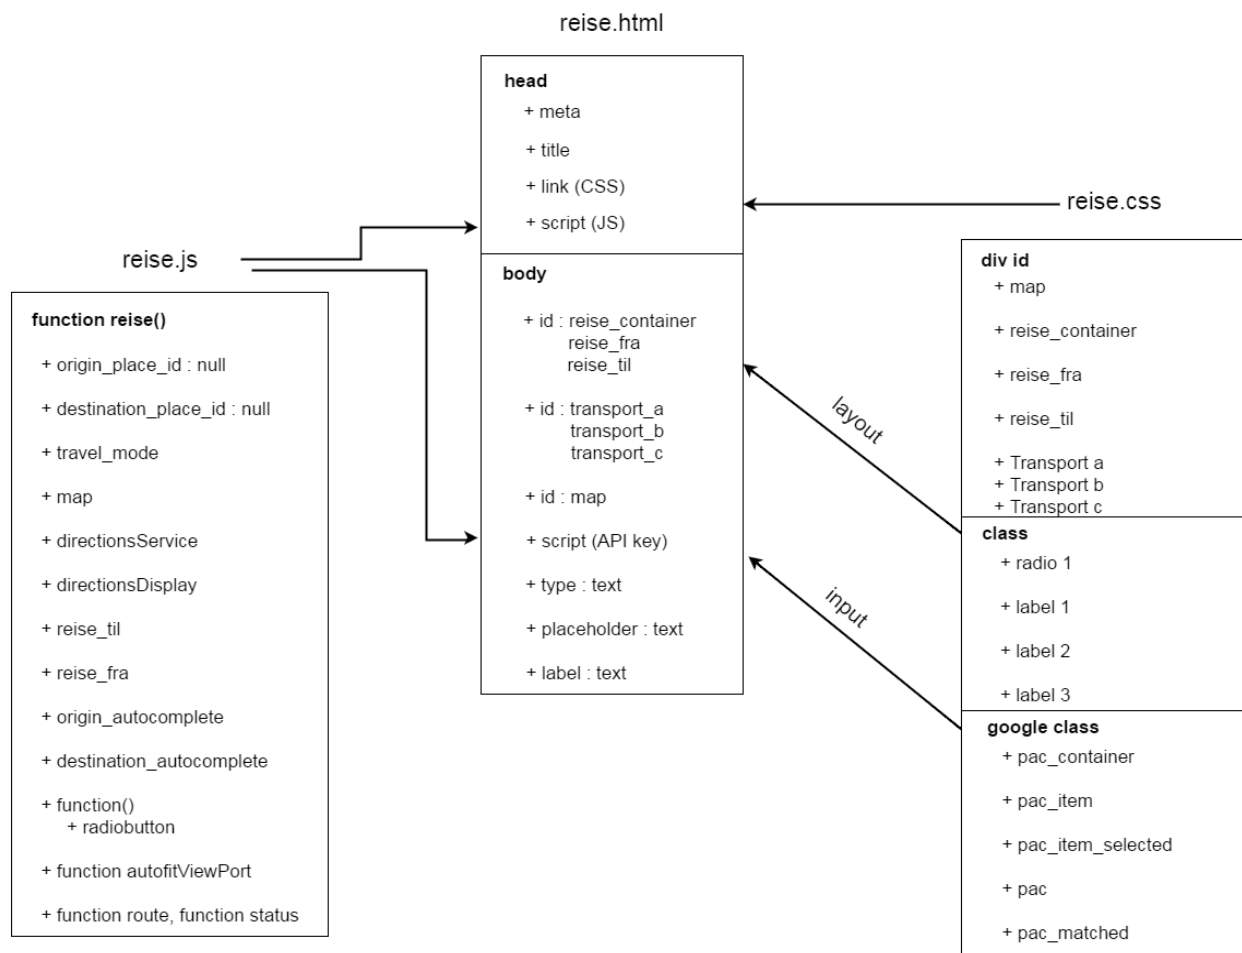 reise.html
head
+ meta
+ title
+ link (CSS)
+ script (JS)
body
+ id : reise_container
reise_fra
reise_til
+ id : transport_a
transport_b
transport_c
+ id : map
+ script (API key)
+ type : text
+ placeholder : text
+ label : text
reise.js
function reise()
+ origin_place_id : null
+ destination_place_id : null
+ travel_mode
+ map
+ directionsService
+ directionsDisplay
+ reise_til
+ reise_fra
+ origin_autocomplete
+ destination_autocomplete
+ function()
+ radiobutton
+ function autofitViewPort
+ function route, function status
layout
input
reise.css
div id
+ map
+ reise_container
+ reise_fra
+ reise_til
+ Transport a
+ Transport b
+ Transport c
class
+ radio 1
+ label 1
+ label 2
+ label 3
google class
+ pac_container
+ pac_item
+ pac_item_selected
+ pac
+ pac_matched